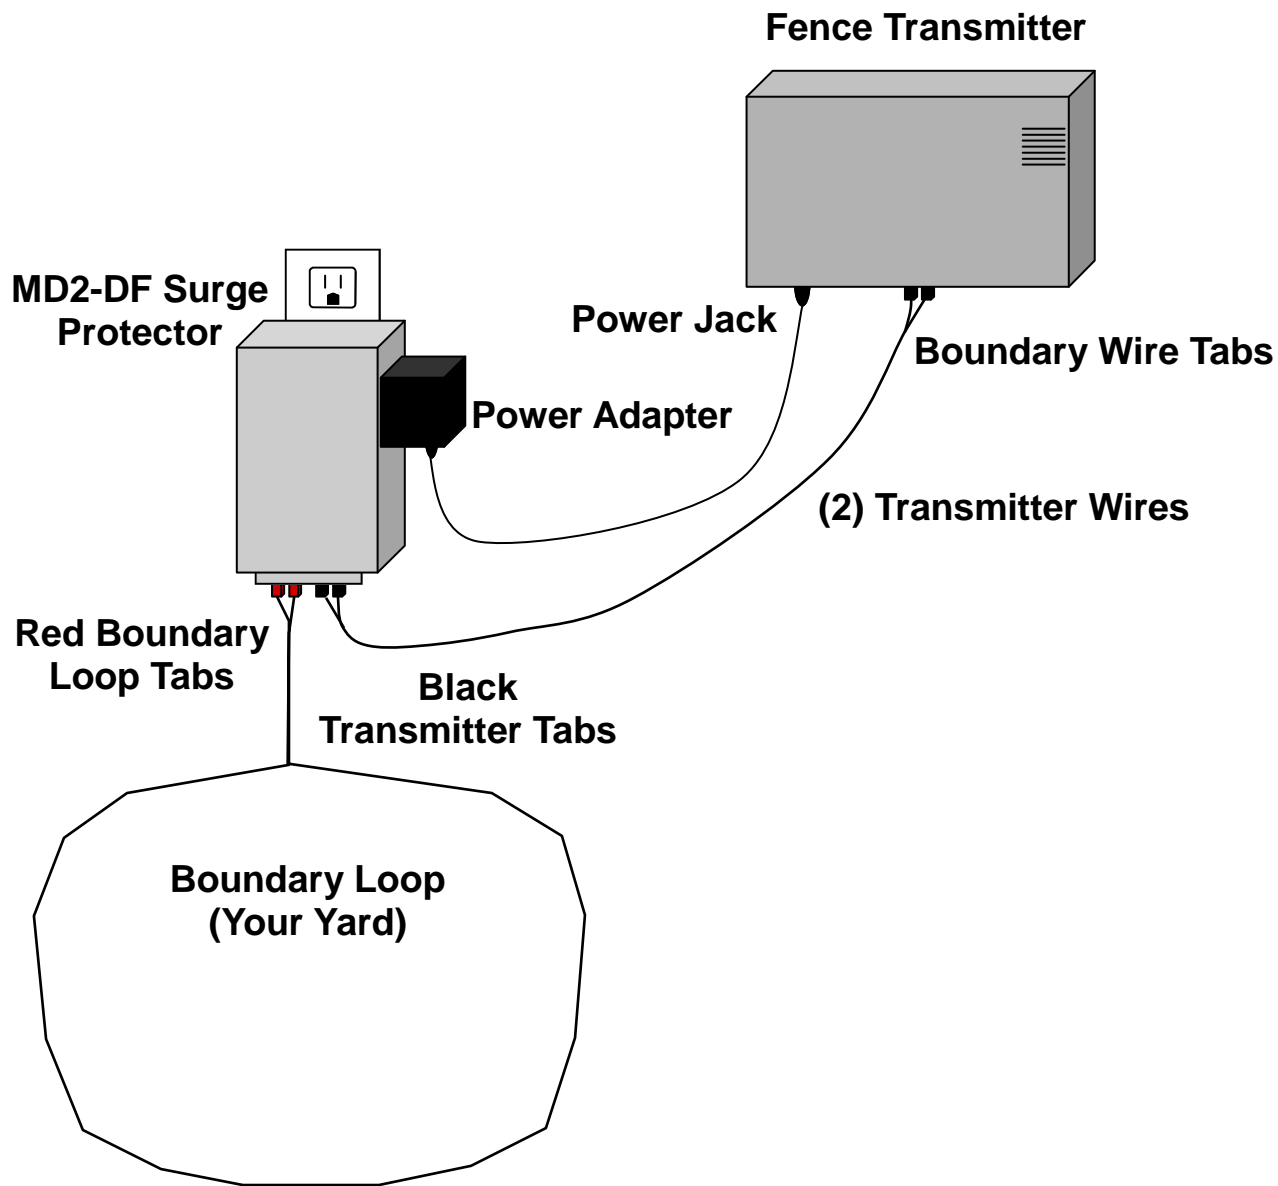 Fence Transmitter
MD2-DF Surge
Protector
Power Jack
Boundary Wire Tabs
Power Adapter
(2) Transmitter Wires
Red Boundary
Loop Tabs
Black
Transmitter Tabs
Boundary Loop
(Your Yard)